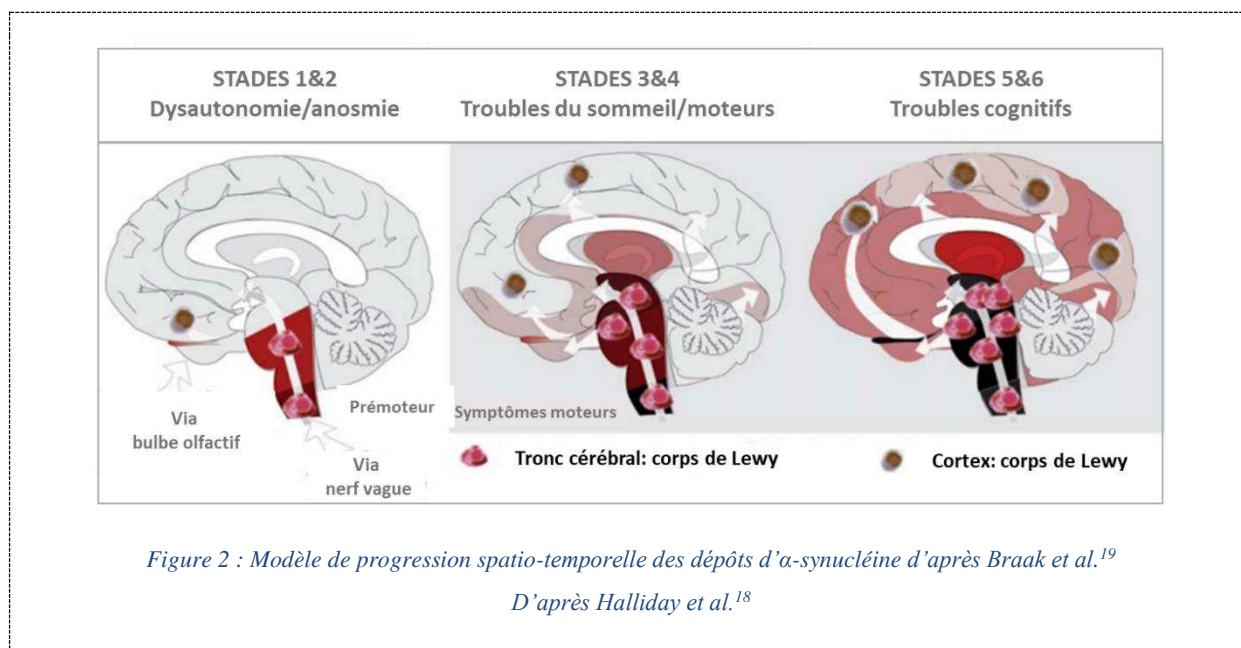 STADES 1&2
Dysautonomie/anosmie
STADES 3&4
Troubles du sommeil/moteurs
STADES 5&6
Troubles cognitifs
Via
bulbe olfactif
Prémoteur
Via
nerf vague
Symptômes moteurs
Tronc cérébral: corps de Lewy
Cortex: corps de Lewy
Figure 2 : Modèle de progression spatio-temporelle des dépôts d'α-synucléine d'après Braak et al.¹⁹
D'après Halliday et al.¹⁸